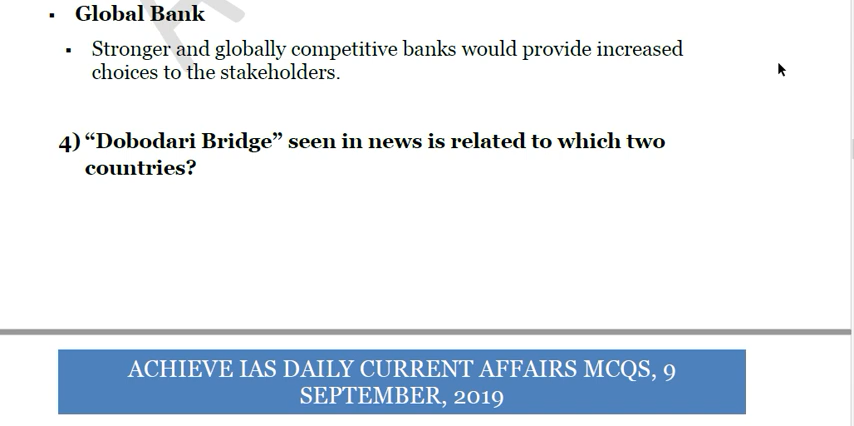 ▪ Global Bank
▪ Stronger and globally competitive banks would provide increased
choices to the stakeholders.
4) “Dobodari Bridge” seen in news is related to which two
countries?
ACHIEVE IAS DAILY CURRENT AFFAIRS MCQS, 9
SEPTEMBER, 2019